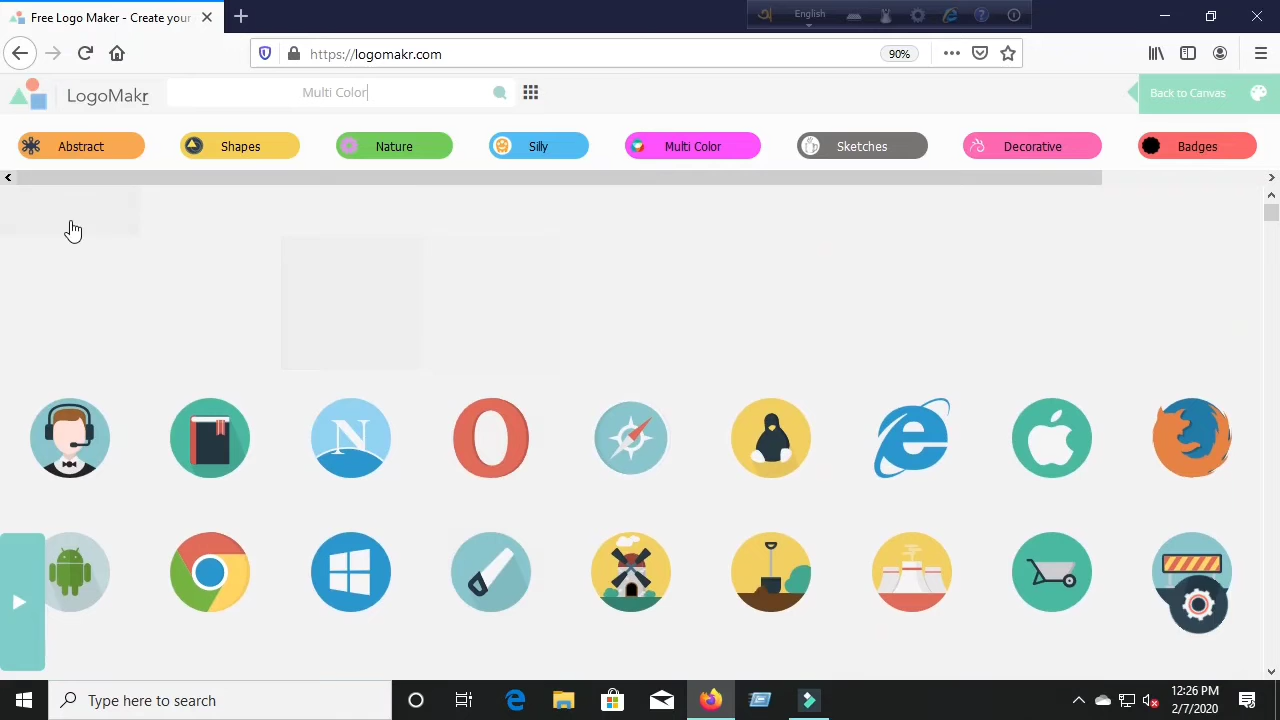 Free Logo Maker - Create your
English
https://logomakr.com
90%
LogoMakr
Multi Color
Back to Canvas
Abstract
Shapes
Nature
Silly
Multi Color
Sketches
Decorative
Badges
N
Type here to search
12:26 PM
2/7/2020